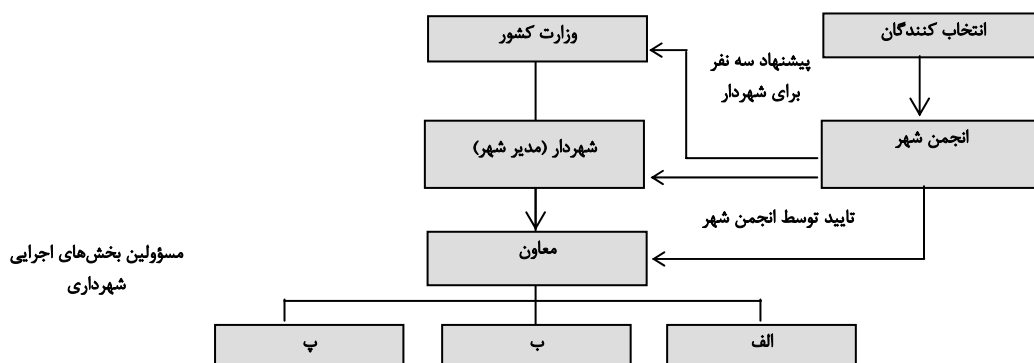 انتخاب کنندگان
وزارت کشور
پیشنهاد سه نفر
برای شهردار
انجمن شهر
شهردار (مدیر شهر)
تایید توسط انجمن شهر
معاون
مسؤولین بخش‌های اجرایی
شهرداری
الف
ب
پ